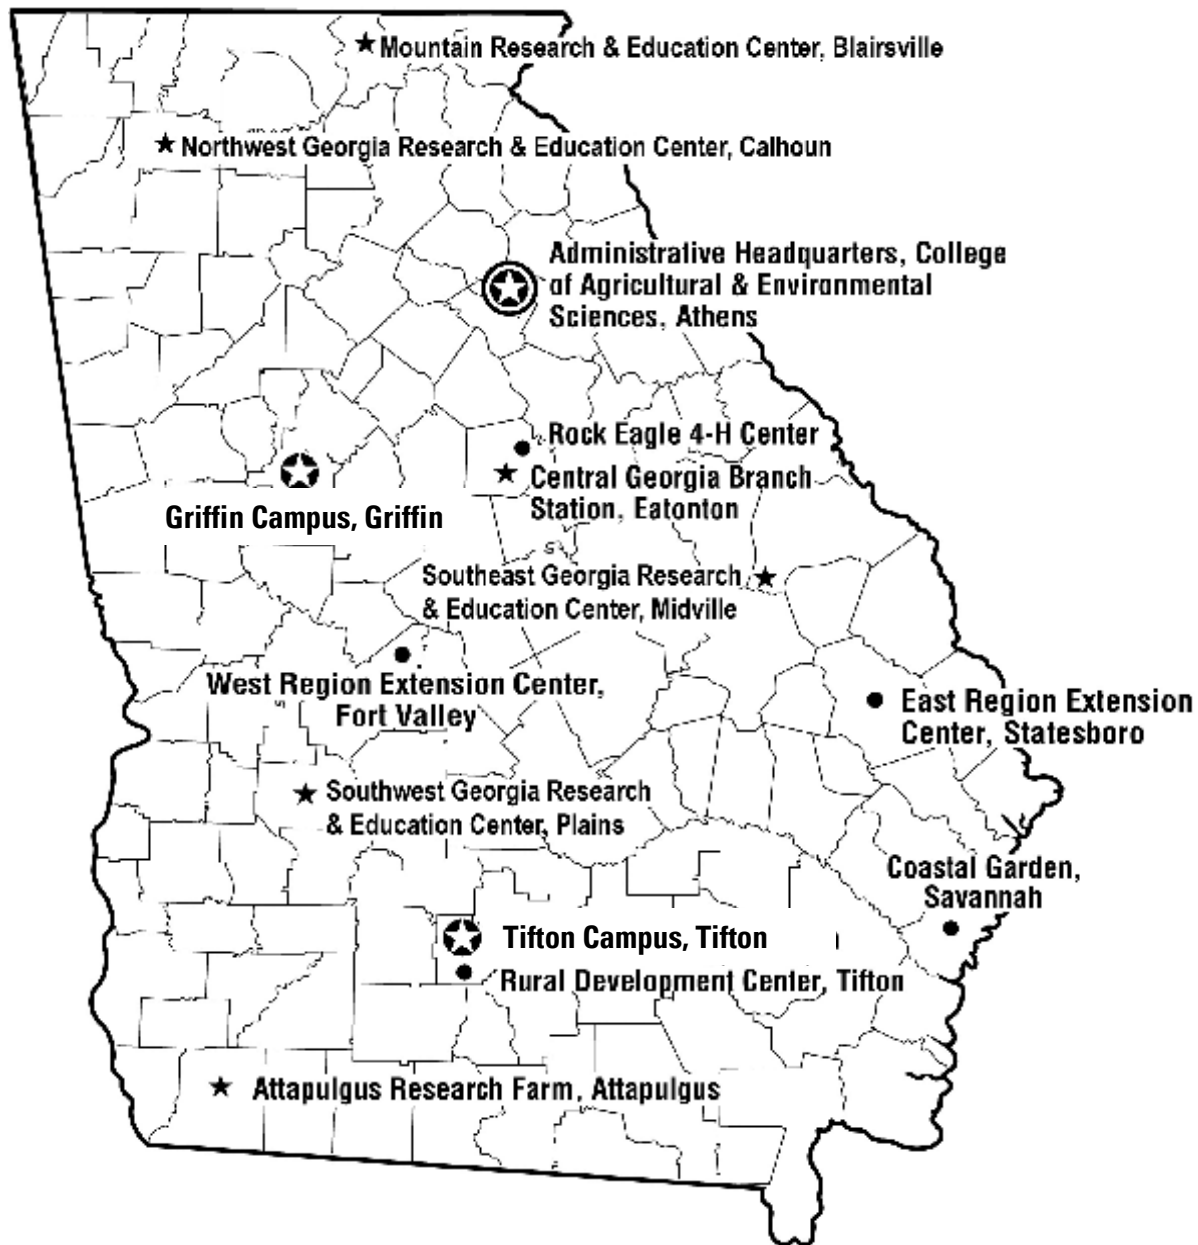 Mountain Research & Education Center, Blairsville
Northwest Georgia Research & Education Center, Calhoun
Administrative Headquarters, College
of Agricultural & Environmental
Sciences, Athens
Rock Eagle 4-H Center
Central Georgia Branch
Station, Eatonton
Griffin Campus, Griffin
Southeast Georgia Research
& Education Center, Midville
West Region Extension Center,
Fort Valley
East Region Extension
Center, Statesboro
Southwest Georgia Research
& Education Center, Plains
Coastal Garden,
Savannah
Tifton Campus, Tifton
Rural Development Center, Tifton
Attapulgus Research Farm, Attapulgus